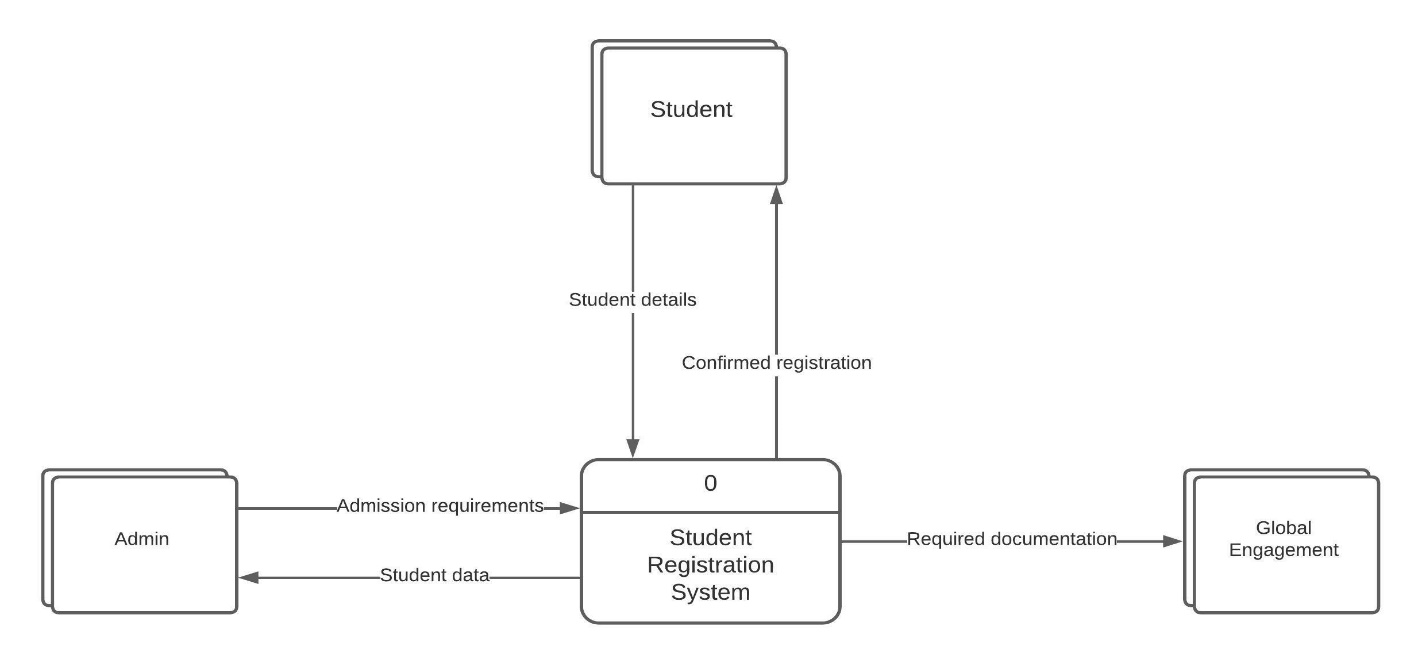 Student
Student details
Confirmed registration
Admin
Admission requirements
Student data
0
Student
Registration
System
Required documentation
Global
Engagement